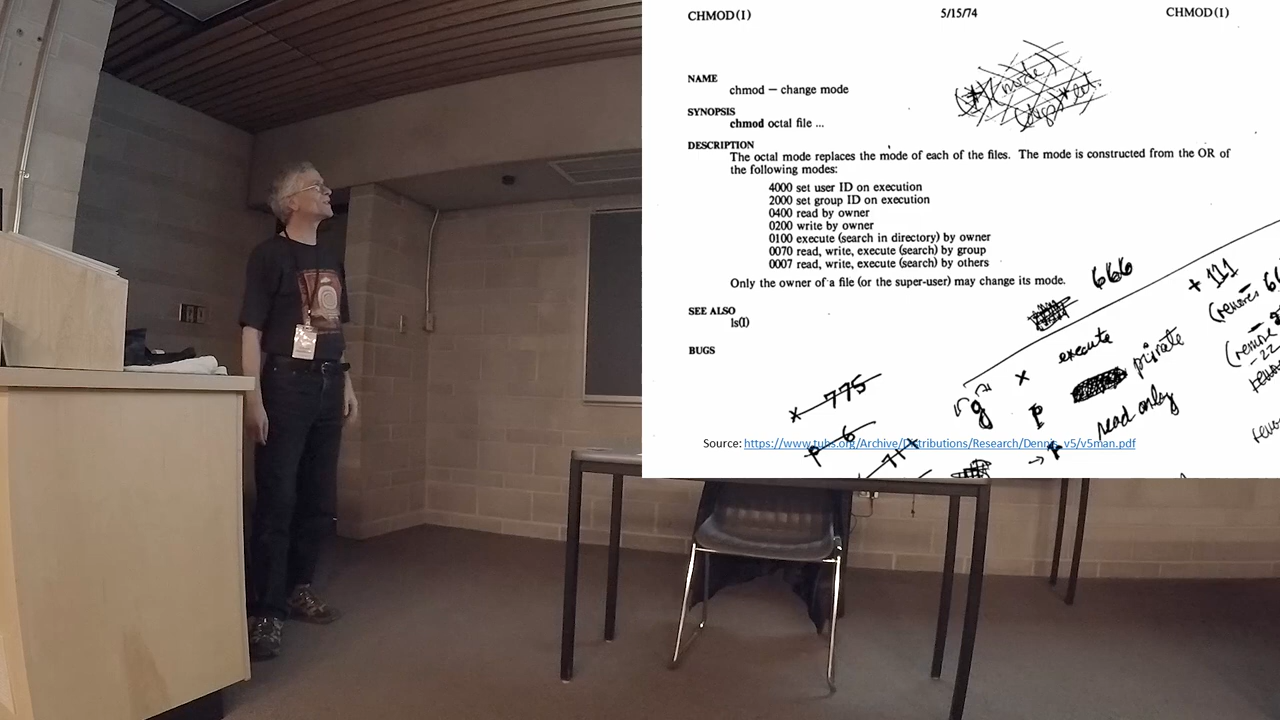 CHMOD(I) 5/15/74 CHMOD(I)
NAME
chmod — change mode
SYNOPSIS
chmod octal file ...
DESCRIPTION
The octal mode replaces the mode of each of the files. The mode is constructed from the OR of
the following modes:
4000 set user ID on execution
2000 set group ID on execution
0400 read by owner
0200 write by owner
0100 execute (search in directory) by owner
0070 read, write, execute (search) by group
0007 read, write, execute (search) by others
Only the owner of a file (or the super-user) may change its mode.
666
+ 111
SEE ALSO
ls(I)
BUGS
x execute
p private
read only
x 775
Source: https://www.tuhs.org/Archive/Distributions/Research/Dennis_v5/v5man.pdf